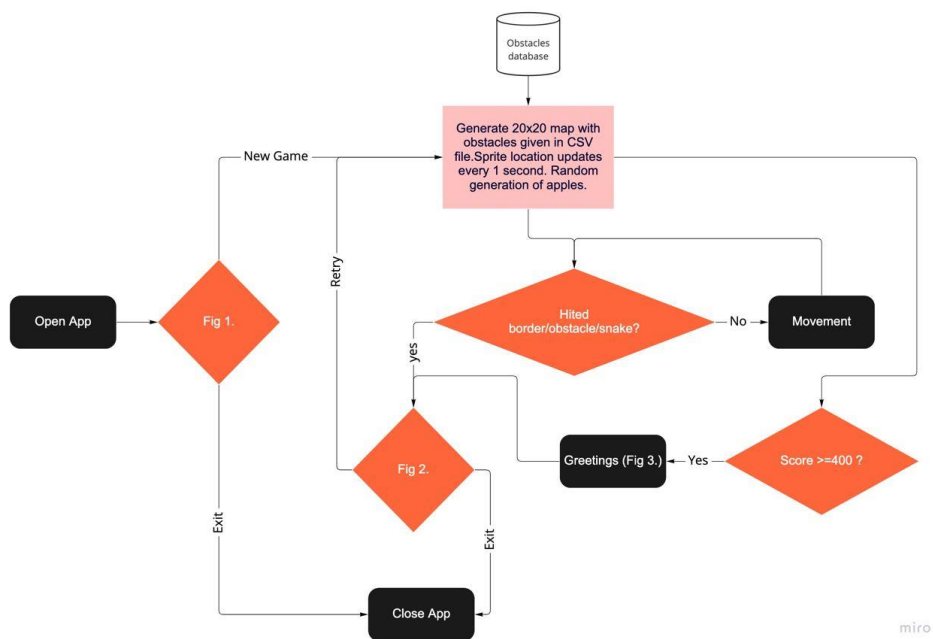 Obstacles
database
Generate 20x20 map with
obstacles given in CSV
file.Sprite location updates
every 1 second. Random
generation of apples.
New Game
Retry
Open App
Fig 1.
Hited
border/obstacle/snake?
No
Movement
yes
Fig 2.
Greetings (Fig 3.)
Yes
Score >=400 ?
Exit
Exit
Close App
miro